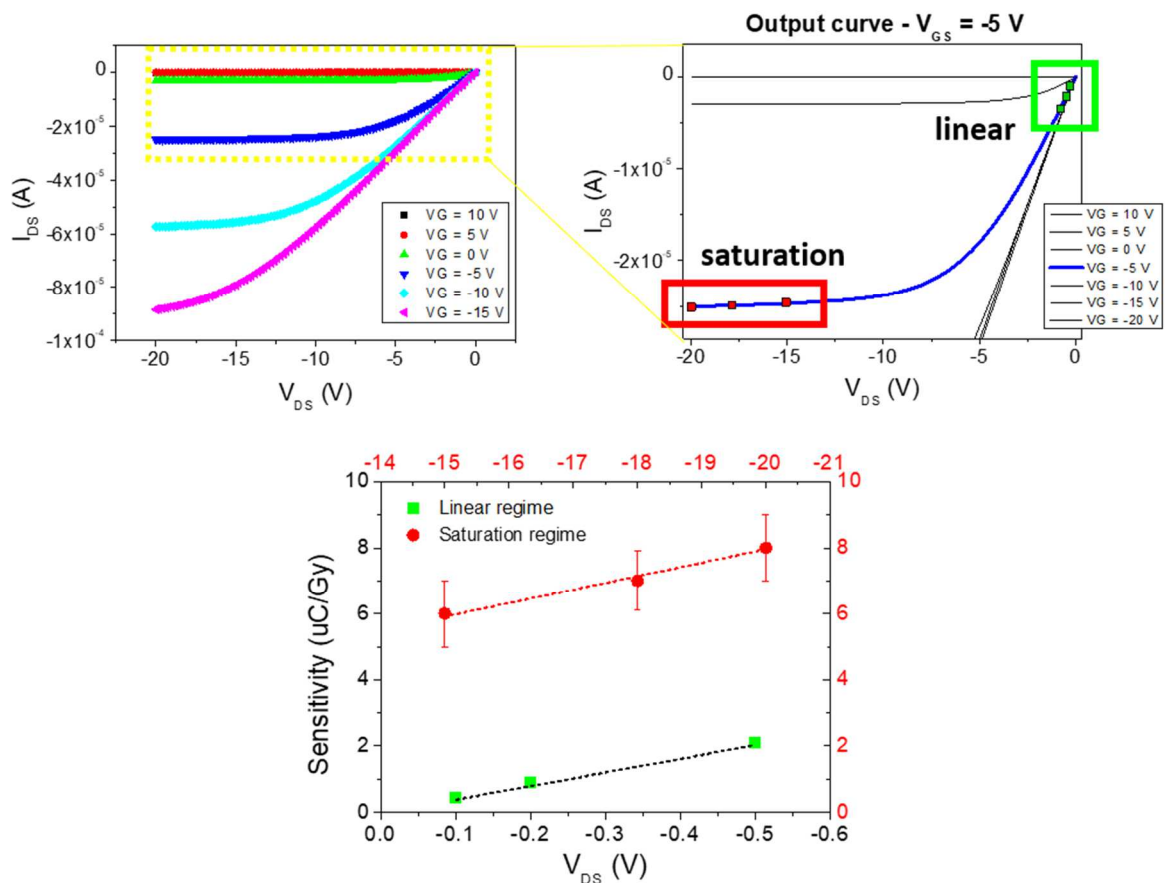 0
-2x10⁻⁵
-4x10⁻⁵
-6x10⁻⁵
-8x10⁻⁵
-1x10⁻⁴
I_DS (A)
-20 -15 -10 -5 0
V_DS (V)
VG = 10 V
VG = 5 V
VG = 0 V
VG = -5 V
VG = -10 V
VG = -15 V
Output curve - V_GS = -5 V
0
-1x10⁻⁵
-2x10⁻⁵
I_DS (A)
linear
saturation
-20 -15 -10 -5 0
V_DS (V)
VG = 10 V
VG = 5 V
VG = 0 V
VG = -5 V
VG = -10 V
VG = -15 V
VG = -20 V
-14 -15 -16 -17 -18 -19 -20 -21
10
8
6
4
2
0
Sensitivity (uC/Gy)
Linear regime
Saturation regime
10
8
6
4
2
0
0.0 -0.1 -0.2 -0.3 -0.4 -0.5 -0.6
V_DS (V)